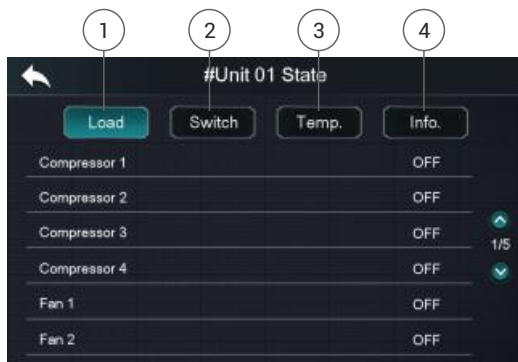 1 2 3 4
#Unit 01 State
Load Switch Temp. Info.
Compressor 1 OFF
Compressor 2 OFF
Compressor 3 OFF
1/5
Compressor 4 OFF
Fan 1 OFF
Fan 2 OFF